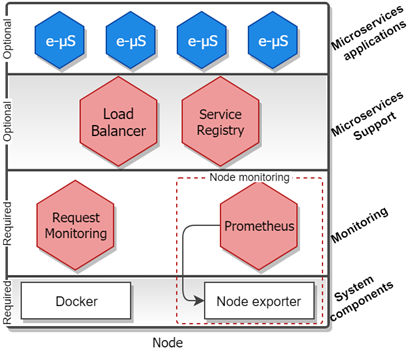 Optional
e-µS
e-µS
e-µS
e-µS
Microservices
applications
Optional
Load
Balancer
Service
Registry
Microservices
Support
Required
Request
Monitoring
Node monitoring
Prometheus
Monitoring
Required
Docker
Node exporter
System
components
Node